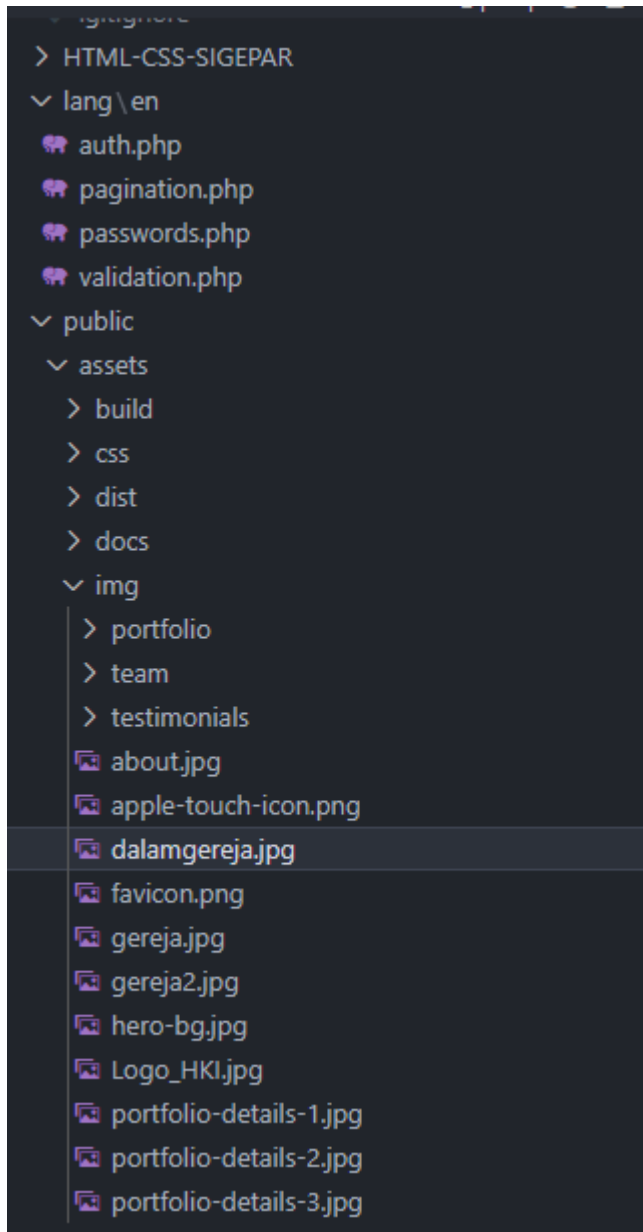 HTML-CSS-SIGEPAR
lang\en
auth.php
pagination.php
passwords.php
validation.php
public
assets
build
css
dist
docs
img
portfolio
team
testimonials
about.jpg
apple-touch-icon.png
dalamgereja.jpg
favicon.png
gereja.jpg
gereja2.jpg
hero-bg.jpg
Logo_HKI.jpg
portfolio-details-1.jpg
portfolio-details-2.jpg
portfolio-details-3.jpg